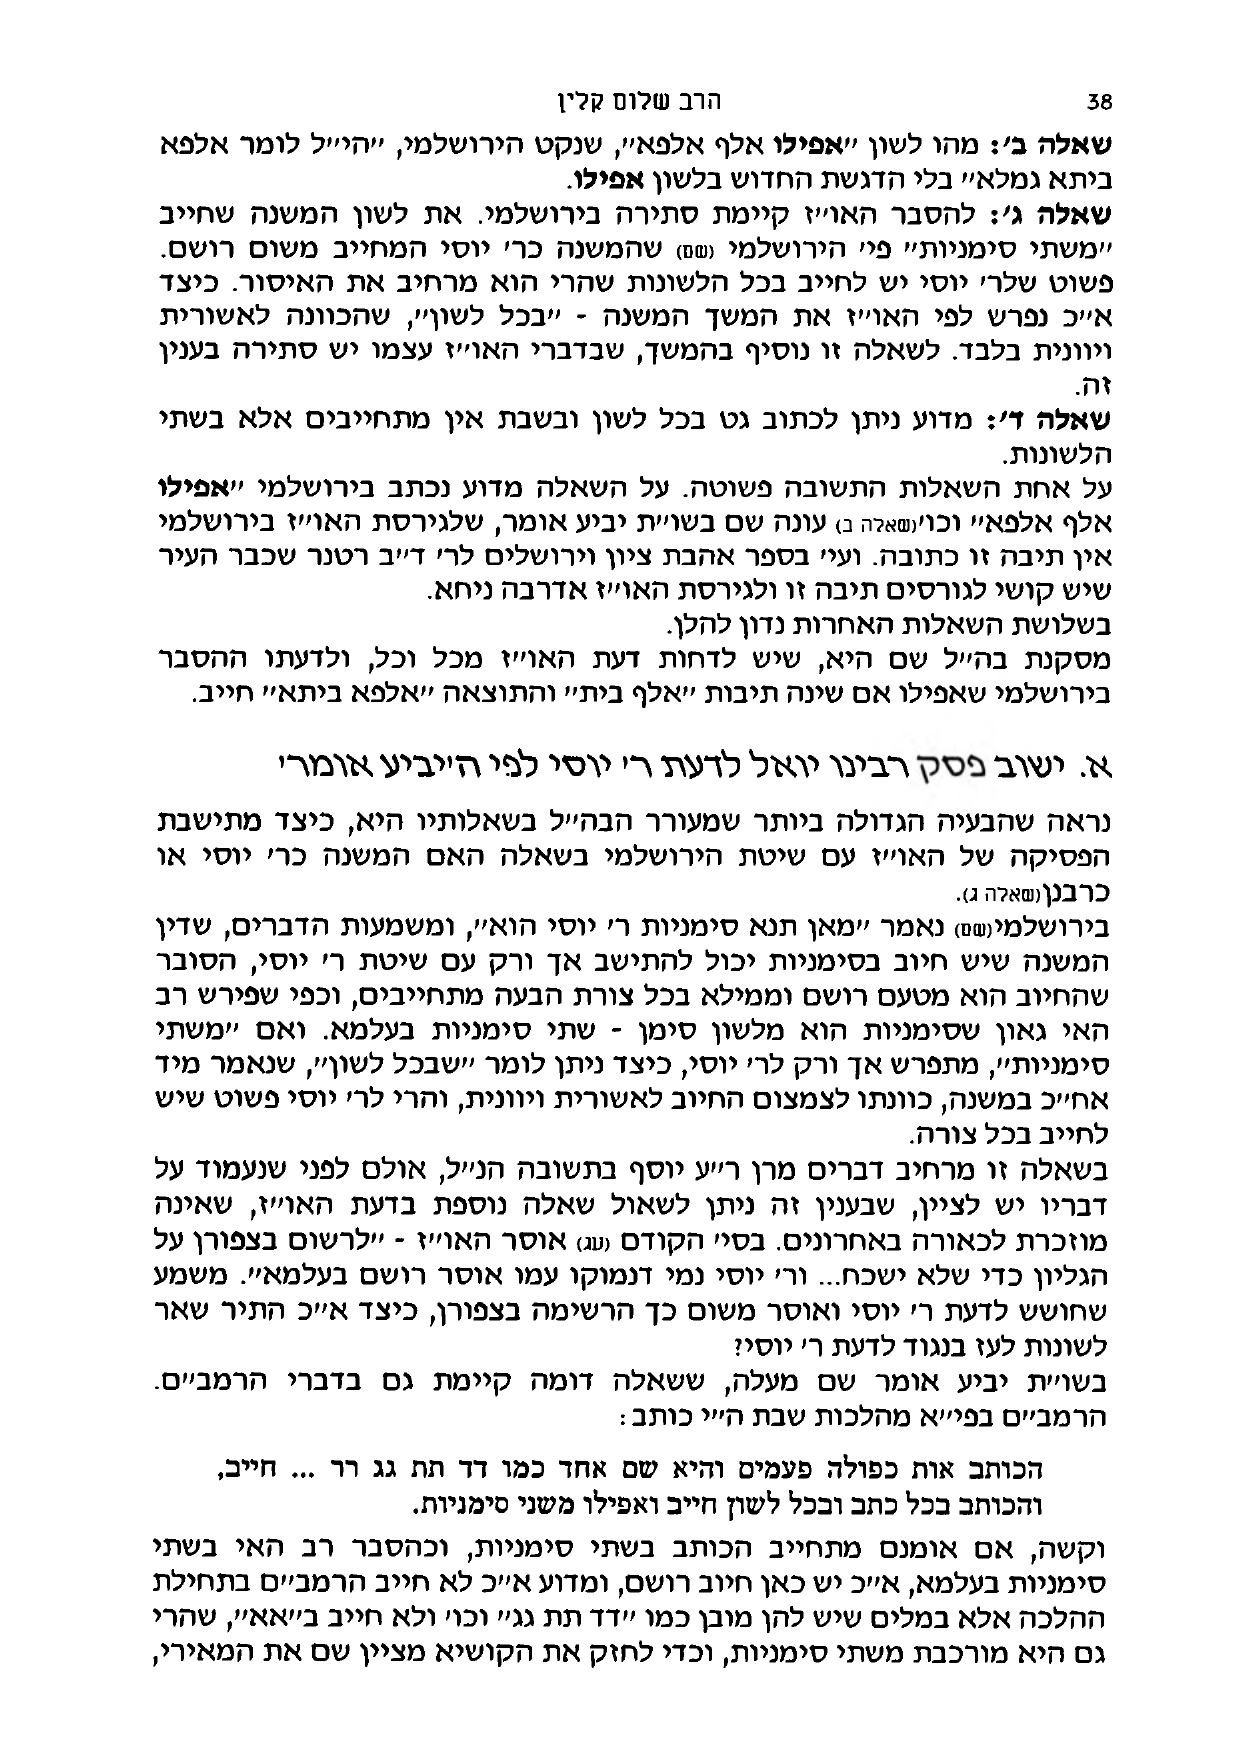 38 הרב שלום קלין
שאלה ב׳: מהו לשון ״אפילו אלף אלפא״, שנקט הירושלמי, ״הי״ל לומר אלפא
ביתא גמלא״ בלי הדגשת החדוש בלשון אפילו.
שאלה ג׳: להסבר האו״ז קיימת סתירה בירושלמי. את לשון המשנה שחייב
״משתי סימניות״ פי׳ הירושלמי (שם) שהמשנה כר׳ יוסי המחייב משום רושם.
פשוט שלר׳ יוסי יש לחייב בכל הלשונות שהרי הוא מרחיב את האיסור. כיצד
א״כ נפרש לפי האו״ז את המשך המשנה - ״בכל לשון״, שהכוונה לאשורית
ויוונית בלבד. לשאלה זו נוסיף בהמשך, שבדברי האו״ז עצמו יש סתירה בענין
זה.
שאלה ד׳: מדוע ניתן לכתוב גט בכל לשון ובשבת אין מתחייבים אלא בשתי
הלשונות.
על אחת השאלות התשובה פשוטה. על השאלה מדוע נכתב בירושלמי ״אפילו
אלף אלפא״ וכו׳(שאלה ב) עונה שם בשו״ת יביע אומר, שלגירסת האו״ז בירושלמי
אין תיבה זו כתובה. ועי׳ בספר אהבת ציון וירושלים לר׳ ד״ב רטנר שכבר העיר
שיש קושי לגורסים תיבה זו ולגירסת האו״ז אדרבה ניחא.
בשלושת השאלות האחרות נדון להלן.
מסקנת בה״ל שם היא, שיש לדחות דעת האו״ז מכל וכל, ולדעתו ההסבר
בירושלמי שאפילו אם שינה תיבות ״אלף בית״ והתוצאה ״אלפא ביתא״ חייב.
א. ישוב פסק רבינו יואל לדעת ר׳ יוסי לפי ה׳יביע אומר׳
נראה שהבעיה הגדולה ביותר שמעורר הבה״ל בשאלותיו היא, כיצד מתישבת
הפסיקה של האו״ז עם שיטת הירושלמי בשאלה האם המשנה כר׳ יוסי או
כרבנן(שאלה ג).
בירושלמי(שם) נאמר ״מאן תנא סימניות ר׳ יוסי הוא״, ומשמעות הדברים, שדין
המשנה שיש חיוב בסימניות יכול להתישב אך ורק עם שיטת ר׳ יוסי, הסובר
שהחיוב הוא מטעם רושם וממילא בכל צורת הבעה מתחייבים, וכפי שפירש רב
האי גאון שסימניות הוא מלשון סימן - שתי סימניות בעלמא. ואם ״משתי
סימניות״, מתפרש אך ורק לר׳ יוסי, כיצד ניתן לומר ״שבכל לשון״, שנאמר מיד
אח״כ במשנה, כוונתו לצמצום החיוב לאשורית ויוונית, והרי לר׳ יוסי פשוט שיש
לחייב בכל צורה.
בשאלה זו מרחיב דברים מרן ר״ע יוסף בתשובה הנ״ל, אולם לפני שנעמוד על
דבריו יש לציין, שבענין זה ניתן לשאול שאלה נוספת בדעת האו״ז, שאינה
מוזכרת לכאורה באחרונים. בסי׳ הקודם (עג) אוסר האו״ז - ״לרשום בצפורן על
הגליון כדי שלא ישכח... ור׳ יוסי נמי דנמוקו עמו אוסר רושם בעלמא״. משמע
שחושש לדעת ר׳ יוסי ואוסר משום כך הרשימה בצפורן, כיצד א״כ התיר שאר
לשונות לעז בנגוד לדעת ר׳ יוסי?
בשו״ת יביע אומר שם מעלה, ששאלה דומה קיימת גם בדברי הרמב״ם.
הרמב״ם בפי״א מהלכות שבת ה״י כותב:
הכותב אות כפולה פעמים והיא שם אחד כמו דד תת גג רר ... חייב,
והכותב בכל כתב ובכל לשון חייב ואפילו משני סימניות.
וקשה, אם אומנם מתחייב הכותב בשתי סימניות, וכהסבר רב האי בשתי
סימניות בעלמא, א״כ יש כאן חיוב רושם, ומדוע א״כ לא חייב הרמב״ם בתחילת
ההלכה אלא במלים שיש להן מובן כמו ״דד תת גג״ וכו׳ ולא חייב ב״אא״, שהרי
גם היא מורכבת משתי סימניות, וכדי לחזק את הקושיא מציין שם את המאירי,